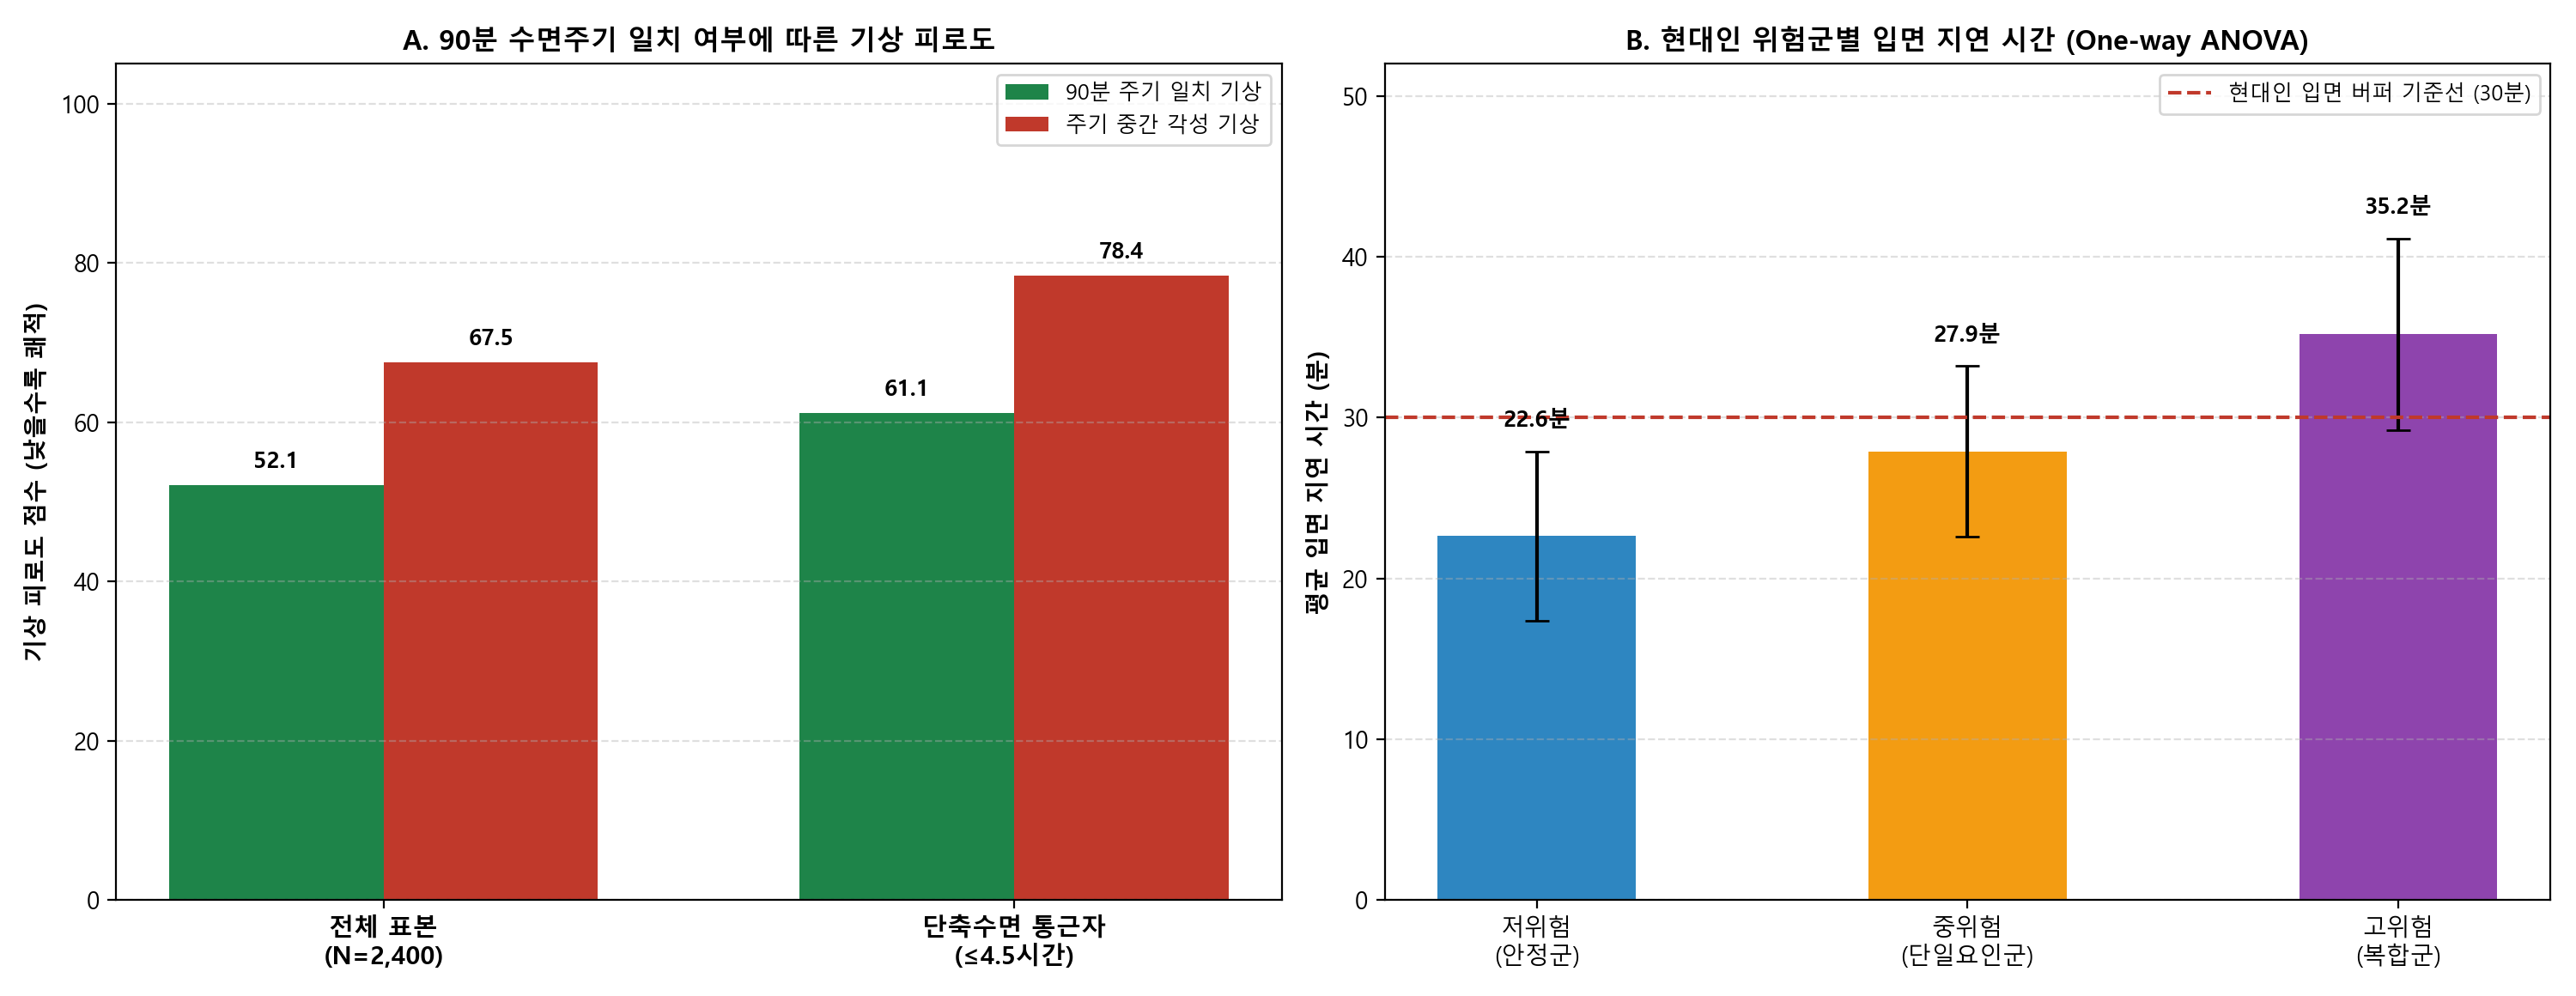 A. 90분 수면주기 일치 여부에 따른 기상 피로도
기상 피로도 점수 (낮을수록 쾌적)
100
80
60
40
20
0
90분 주기 일치 기상
주기 중간 각성 기상
52.1
67.5
61.1
78.4
전체 표본
(N=2,400)
단축수면 통근자
(≤4.5시간)
B. 현대인 위험군별 입면 지연 시간 (One-way ANOVA)
평균 입면 지연 시간 (분)
50
40
30
20
10
0
현대인 입면 버퍼 기준선 (30분)
22.6분
27.9분
35.2분
저위험
(안정군)
중위험
(단일요인군)
고위험
(복합군)